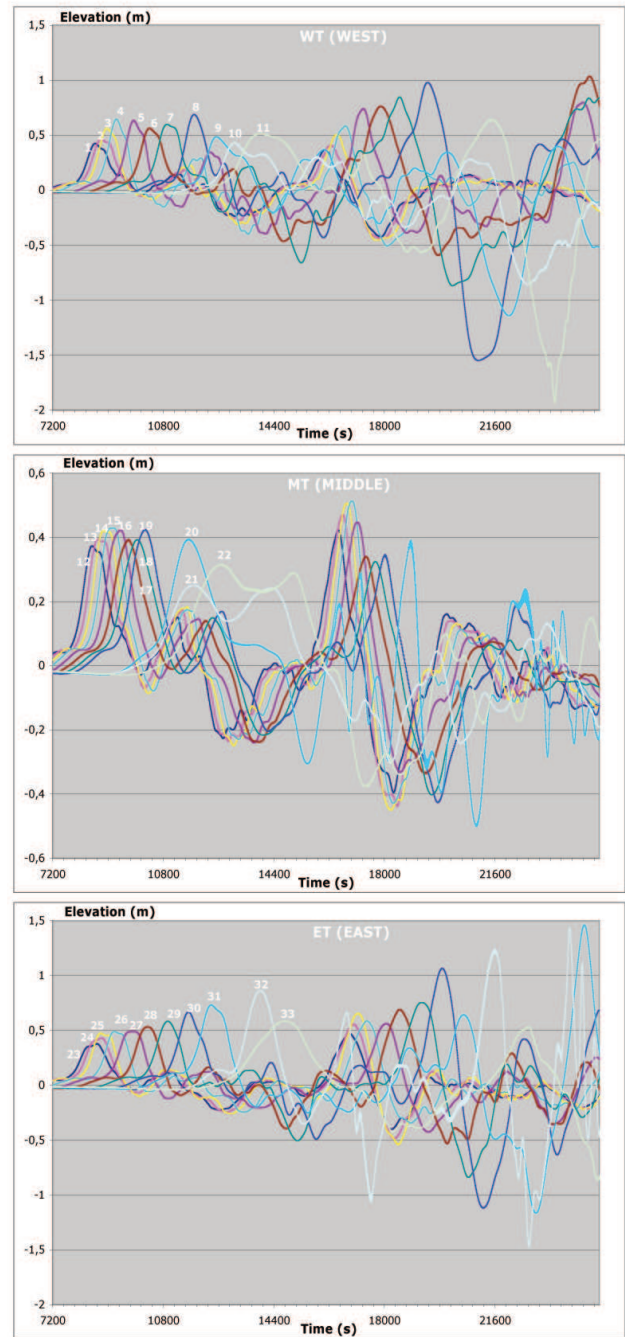 Elevation (m)
WT (WEST)
1,5
1
0,5
0
-0,5
-1
-1,5
-2
1 2 3 4 5 6 7 8 9 10 11
7200 10800 14400 18000 21600
Time (s)
Elevation (m)
MT (MIDDLE)
0,6
0,4
0,2
0
-0,2
-0,4
-0,6
12 13 14 15 16 17 18 19 20 21 22
7200 10800 14400 18000 21600
Time (s)
Elevation (m)
ET (EAST)
1,5
1
0,5
0
-0,5
-1
-1,5
-2
23 24 25 26 27 28 29 30 31 32 33
7200 10800 14400 18000 21600
Time (s)